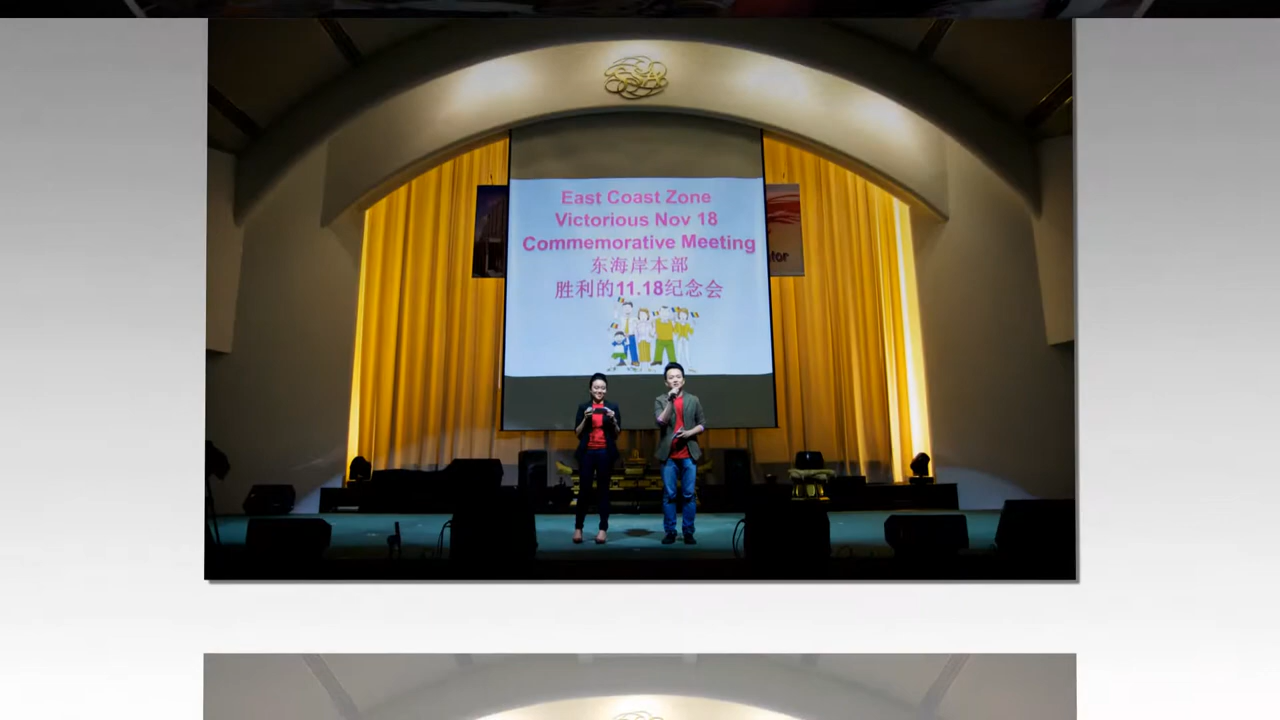 East Coast Zone
Victorious Nov 18
Commemorative Meeting
东海岸本部
胜利的11.18纪念会